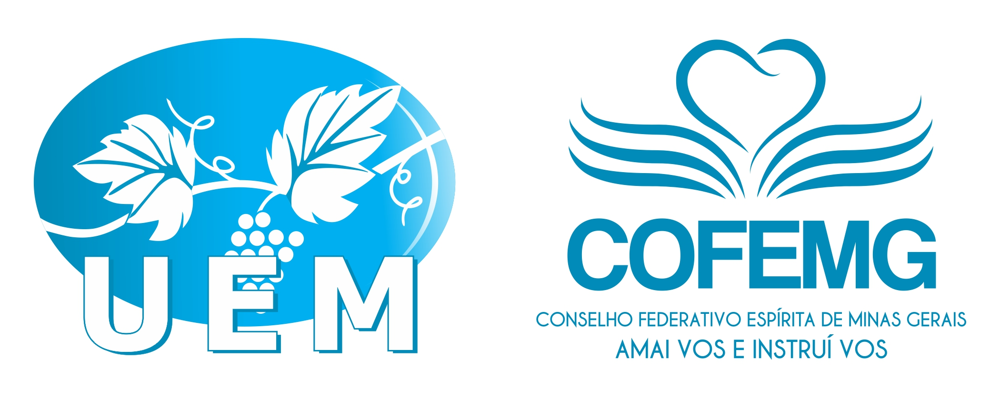 UEM
COFEMG
CONSELHO FEDERATIVO ESPÍRITA DE MINAS GERAIS
AMAI VOS E INSTRUÍ VOS